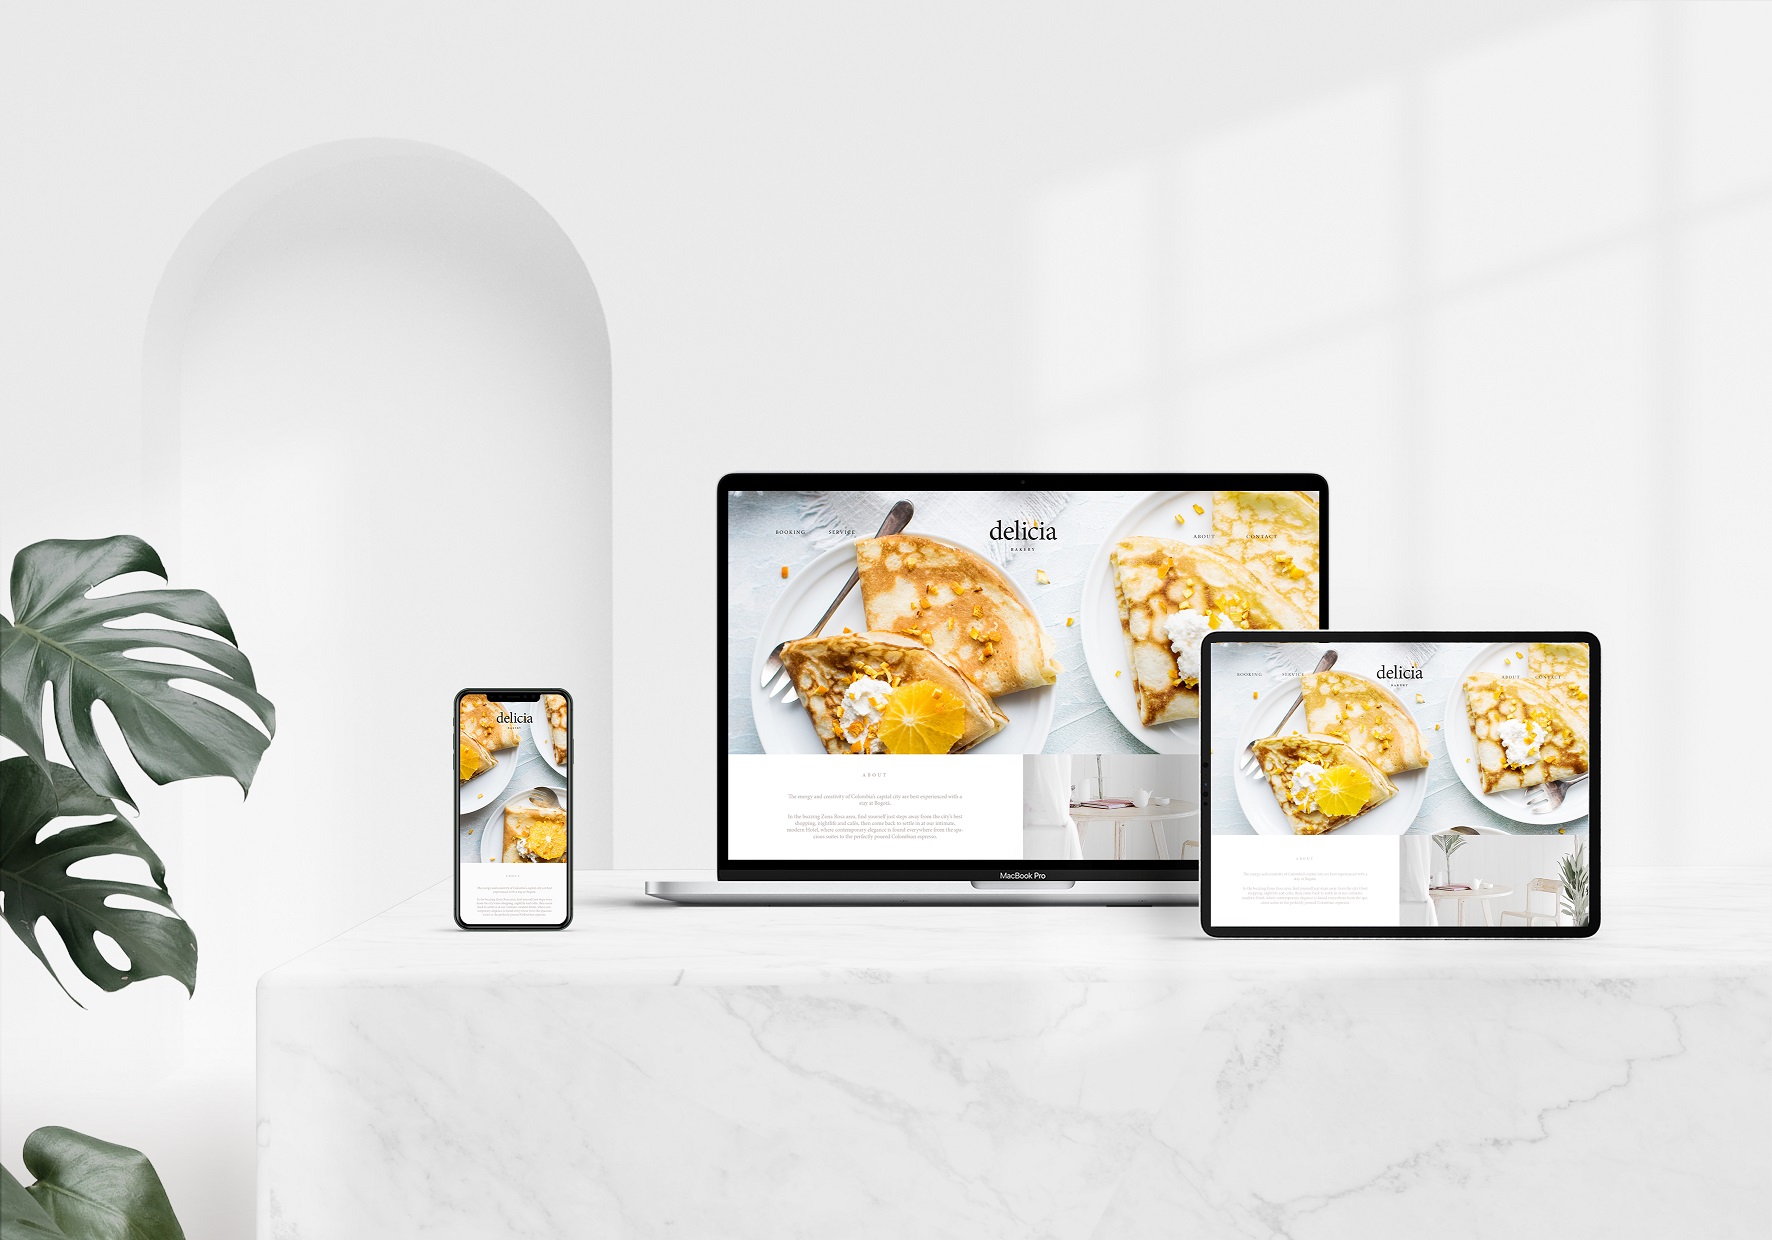 BOOKING
SERVICE
delicia
BAKERY
ABOUT
CONTACT
ABOUT
The energy and creativity of Colombia's capital city are best experienced with a
stay at Bogotá.
In the buzzing Zona Rosa area, find yourself just steps away from the city's best
shopping, nightlife and cafés, then come back to settle in at our intimate,
modern Hotel, where contemporary elegance is found everywhere from the spa-
cious suites to the perfectly poured Colombian espresso.
MacBook Pro
BOOKING
SERVICE
delicia
BAKERY
ABOUT
CONTACT
ABOUT
delicia
BAKERY
ABOUT